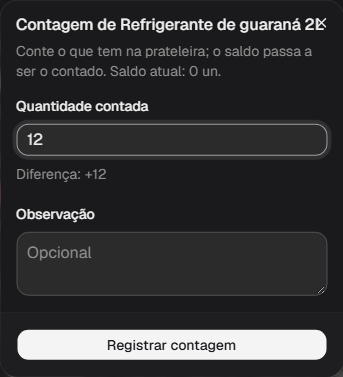 Contagem de Refrigerante de guaraná 2L
Conte o que tem na prateleira; o saldo passa a
ser o contado. Saldo atual: 0 un.
Quantidade contada
12
Diferença: +12
Observação
Opcional
Registrar contagem